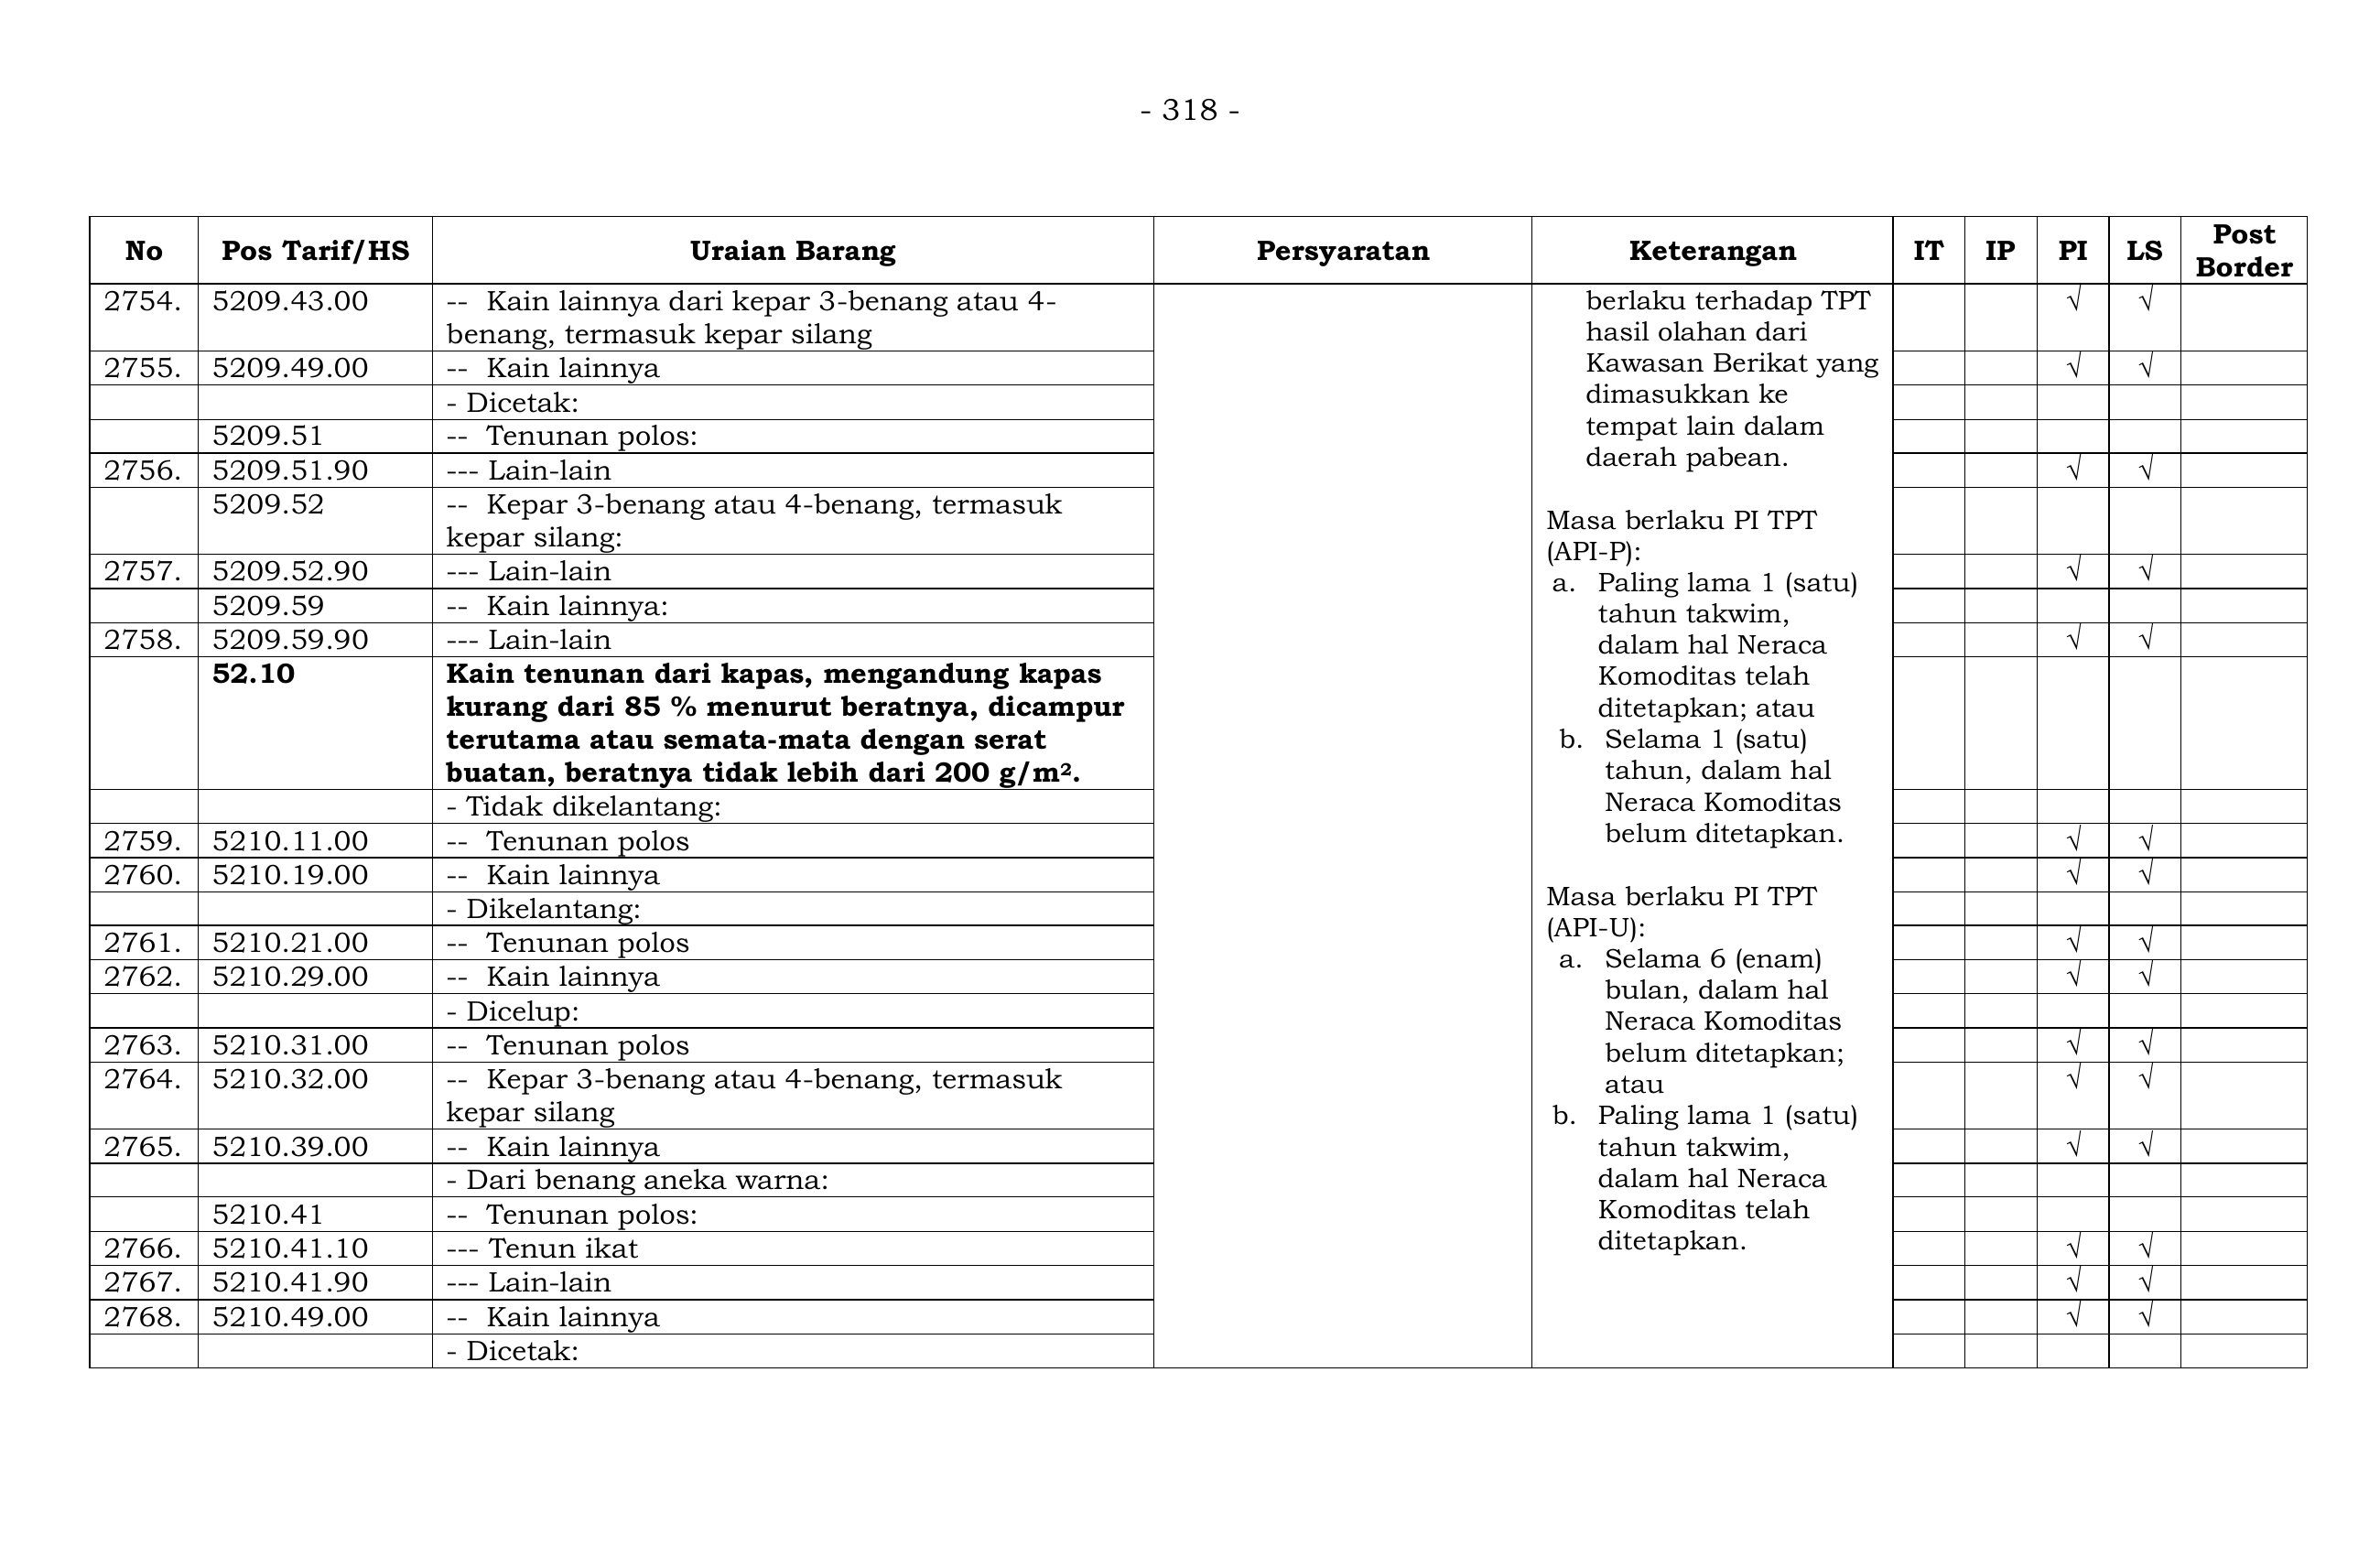 - 318 -
No Pos Tarif/HS Uraian Barang Persyaratan Keterangan IT IP PI LS Post Border
2754. 5209.43.00 -- Kain lainnya dari kepar 3-benang atau 4- √ √
benang, termasuk kepar silang
2755. 5209.49.00 -- Kain lainnya √ √
- Dicetak:
5209.51 -- Tenunan polos:
2756. 5209.51.90 --- Lain-lain √ √
5209.52 -- Kepar 3-benang atau 4-benang, termasuk
kepar silang:
2757. 5209.52.90 --- Lain-lain √ √
5209.59 -- Kain lainnya:
2758. 5209.59.90 --- Lain-lain √ √
52.10 Kain tenunan dari kapas, mengandung kapas
kurang dari 85 % menurut beratnya, dicampur
terutama atau semata-mata dengan serat
buatan, beratnya tidak lebih dari 200 g/m².
- Tidak dikelantang:
2759. 5210.11.00 -- Tenunan polos √ √
2760. 5210.19.00 -- Kain lainnya √ √
- Dikelantang:
2761. 5210.21.00 -- Tenunan polos √ √
2762. 5210.29.00 -- Kain lainnya √ √
- Dicelup:
2763. 5210.31.00 -- Tenunan polos √ √
2764. 5210.32.00 -- Kepar 3-benang atau 4-benang, termasuk √ √
kepar silang
2765. 5210.39.00 -- Kain lainnya √ √
- Dari benang aneka warna:
5210.41 -- Tenunan polos:
2766. 5210.41.10 --- Tenun ikat √ √
2767. 5210.41.90 --- Lain-lain √ √
2768. 5210.49.00 -- Kain lainnya √ √
- Dicetak:
berlaku terhadap TPT
hasil olahan dari
Kawasan Berikat yang
dimasukkan ke
tempat lain dalam
daerah pabean.
Masa berlaku PI TPT
(API-P):
a. Paling lama 1 (satu)
tahun takwim,
dalam hal Neraca
Komoditas telah
ditetapkan; atau
b. Selama 1 (satu)
tahun, dalam hal
Neraca Komoditas
belum ditetapkan.
Masa berlaku PI TPT
(API-U):
a. Selama 6 (enam)
bulan, dalam hal
Neraca Komoditas
belum ditetapkan;
atau
b. Paling lama 1 (satu)
tahun takwim,
dalam hal Neraca
Komoditas telah
ditetapkan.